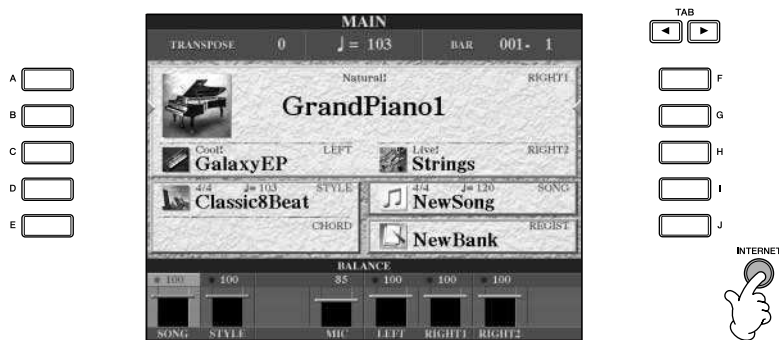 MAIN
TAB
TRANSPOSE 0 ♩= 103 BAR 001- 1
Natural! RIGHT1
GrandPiano1
Cool! LEFT
GalaxyEP
Live! RIGHT2
Strings
4/4 ♩= 103 STYLE
Classic8Beat
CHORD
4/4 ♩= 120 SONG
NewSong
REGIST
NewBank
BALANCE
100 100 85 100 100 100
SONG STYLE MIC LEFT RIGHT1 RIGHT2
A
B
C
D
E
F
G
H
I
J
INTERNET